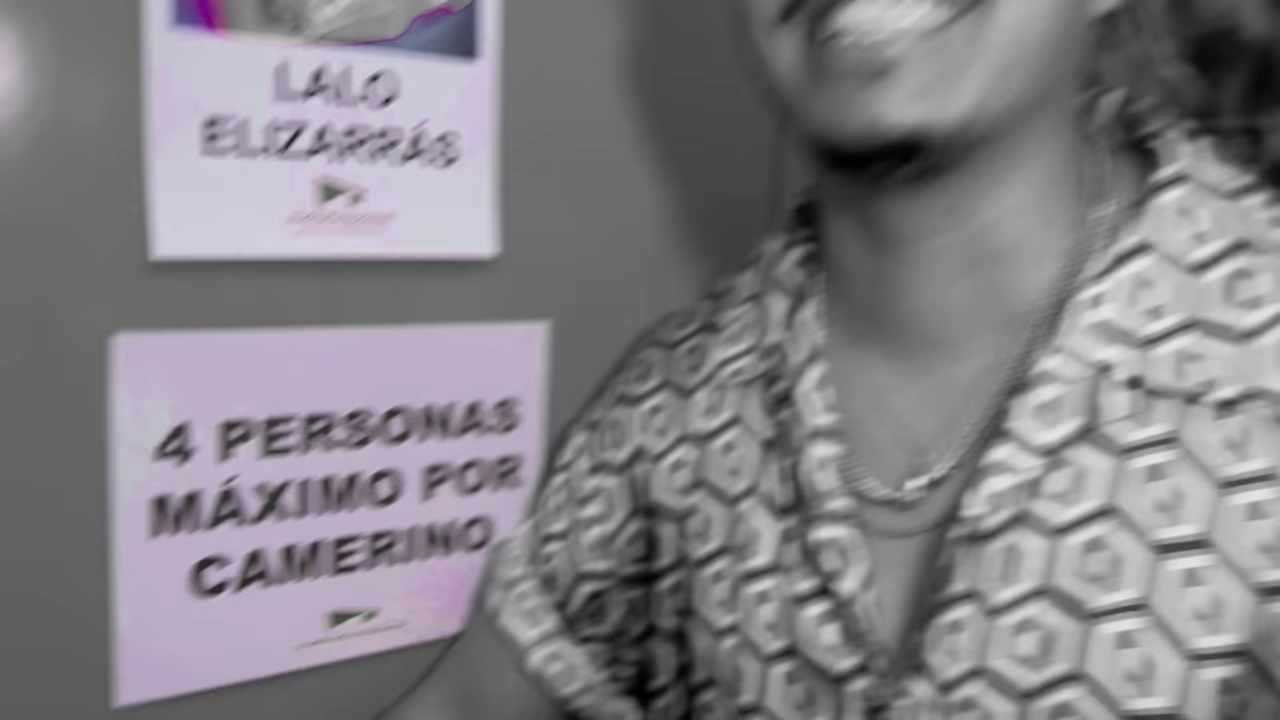 LALO
ELIZARRÁS
4 PERSONAS
MÁXIMO POR
CAMERINO